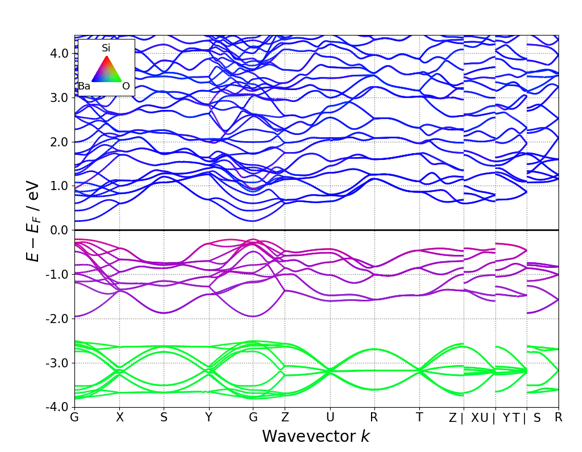 4.0
Si
Ba O
3.0
2.0
1.0
0.0
-1.0
-2.0
-3.0
-4.0
E − E_F / eV
G X S Y G Z U R T Z | XU | YT | S R
Wavevector k